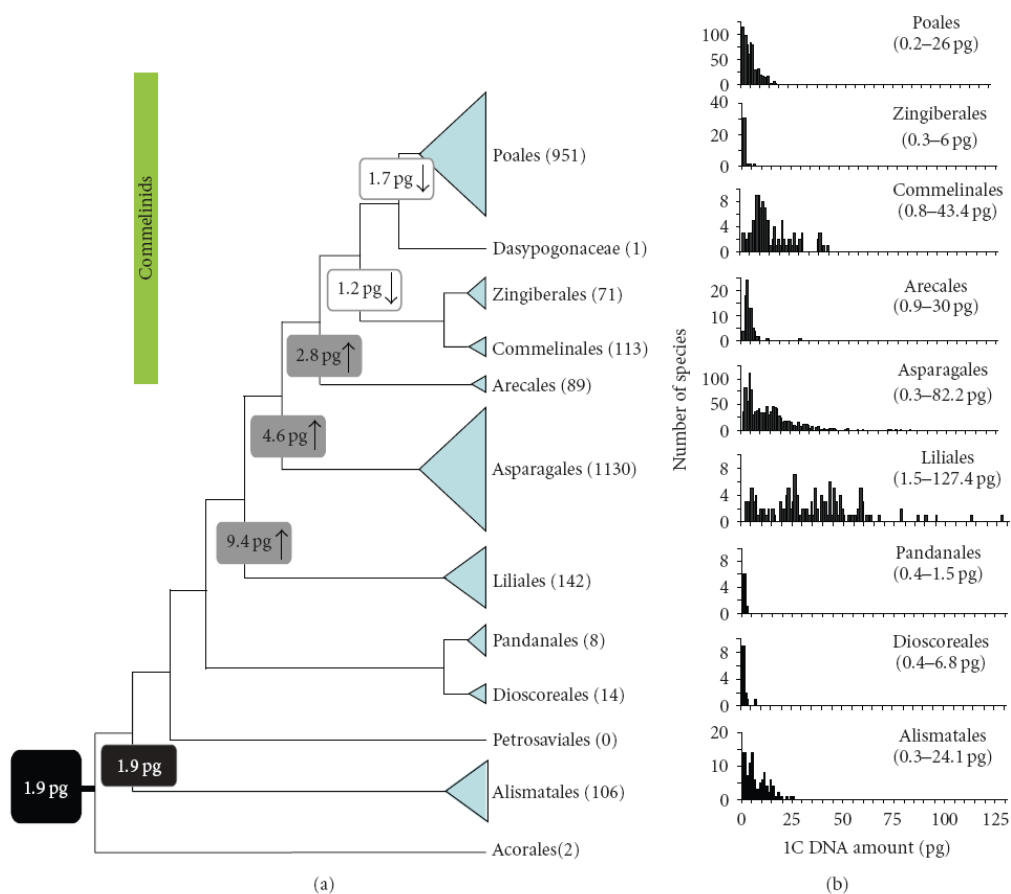 Commelinids
1.7 pg ↓
1.2 pg ↓
2.8 pg ↑
4.6 pg ↑
9.4 pg ↑
1.9 pg
1.9 pg
Poales (951)
Dasypogonaceae (1)
Zingiberales (71)
Commelinales (113)
Arecales (89)
Asparagales (1130)
Liliales (142)
Pandanales (8)
Dioscoreales (14)
Petrosaviales (0)
Alismatales (106)
Acorales(2)
(a)
Number of species
Poales
(0.2–26 pg)
100
50
0
Zingiberales
(0.3–6 pg)
40
20
0
Commelinales
(0.8–43.4 pg)
8
4
0
Arecales
(0.9–30 pg)
20
10
0
Asparagales
(0.3–82.2 pg)
100
50
0
Liliales
(1.5–127.4 pg)
8
4
0
Pandanales
(0.4–1.5 pg)
8
4
0
Dioscoreales
(0.4–6.8 pg)
8
4
0
Alismatales
(0.3–24.1 pg)
20
10
0
0 25 50 75 100 125
1C DNA amount (pg)
(b)